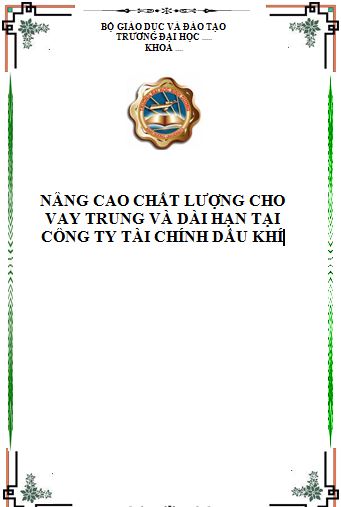 BỘ GIÁO DỤC VÀ ĐÀO TẠO
TRƯỜNG ĐẠI HỌC .....
KHOA ....
NÂNG CAO CHẤT LƯỢNG CHO
VAY TRUNG VÀ DÀI HẠN TẠI
CÔNG TY TÀI CHÍNH DẦU KHÍ